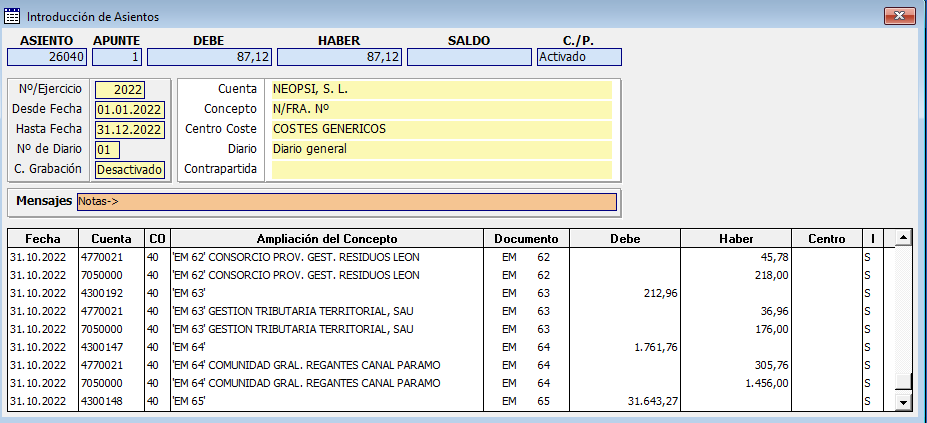 Introducción de Asientos
ASIENTO APUNTE DEBE HABER SALDO C./P.
26040 1 87,12 87,12 Activado
Nº/Ejercicio 2022 Cuenta NEOPSI, S. L.
Desde Fecha 01.01.2022 Concepto N/FRA. Nº
Hasta Fecha 31.12.2022 Centro Coste COSTES GENERICOS
Nº de Diario 01 Diario Diario general
C. Grabación Desactivado Contrapartida
Mensajes Notas->
Fecha Cuenta CO Ampliación del Concepto Documento Debe Haber Centro I
31.10.2022 4770021 40 'EM 62' CONSORCIO PROV. GEST. RESIDUOS LEON EM 62 45,78 S
31.10.2022 7050000 40 'EM 62' CONSORCIO PROV. GEST. RESIDUOS LEON EM 62 218,00 S
31.10.2022 4300192 40 'EM 63' EM 63 212,96 S
31.10.2022 4770021 40 'EM 63' GESTION TRIBUTARIA TERRITORIAL, SAU EM 63 36,96 S
31.10.2022 7050000 40 'EM 63' GESTION TRIBUTARIA TERRITORIAL, SAU EM 63 176,00 S
31.10.2022 4300147 40 'EM 64' EM 64 1.761,76 S
31.10.2022 4770021 40 'EM 64' COMUNIDAD GRAL. REGANTES CANAL PARAMO EM 64 305,76 S
31.10.2022 7050000 40 'EM 64' COMUNIDAD GRAL. REGANTES CANAL PARAMO EM 64 1.456,00 S
31.10.2022 4300148 40 'EM 65' EM 65 31.643,27 S